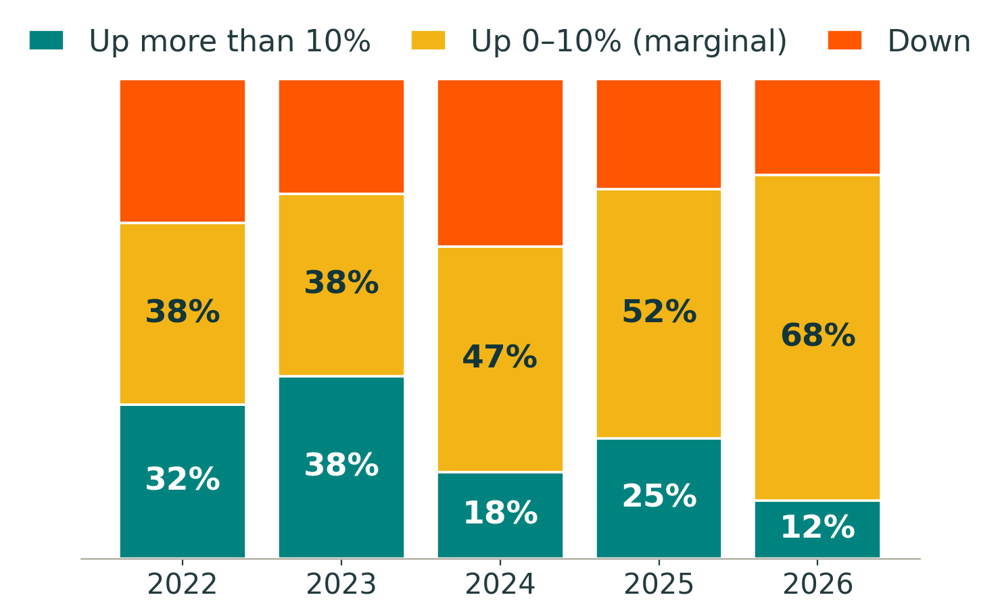 Up more than 10% Up 0–10% (marginal) Down
38% 38% 47% 52% 68%
32% 38% 18% 25% 12%
2022 2023 2024 2025 2026